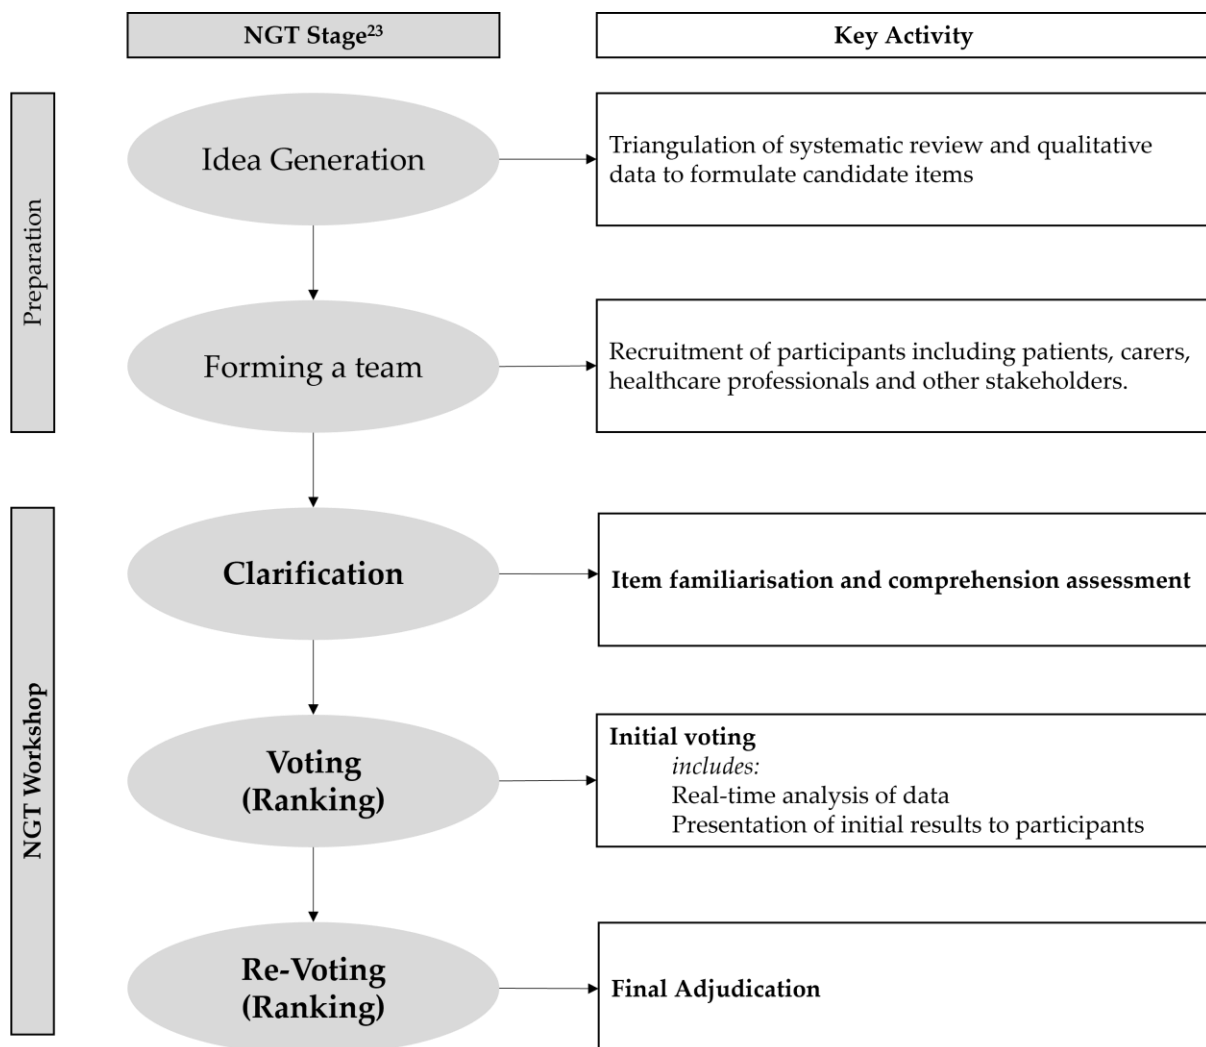 NGT Stage²³
Key Activity
Preparation
Idea Generation
Triangulation of systematic review and qualitative
data to formulate candidate items
Forming a team
Recruitment of participants including patients, carers,
healthcare professionals and other stakeholders.
NGT Workshop
Clarification
Item familiarisation and comprehension assessment
Voting
(Ranking)
Initial voting
includes:
Real-time analysis of data
Presentation of initial results to participants
Re-Voting
(Ranking)
Final Adjudication